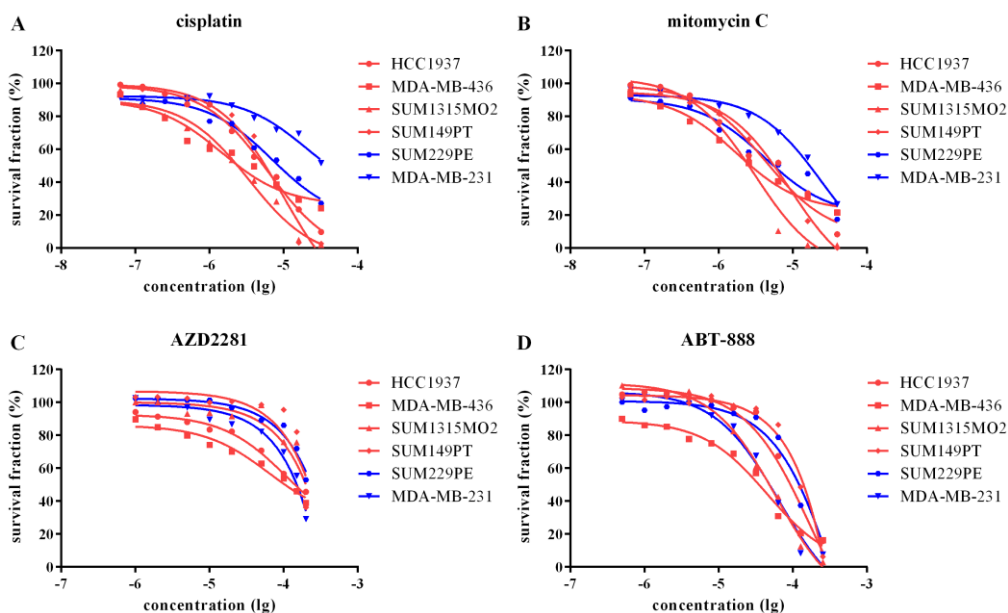 A
cisplatin
survival fraction (%)
120
100
80
60
40
20
0
-8
-7
-6
-5
-4
-3
concentration (lg)
HCC1937
MDA-MB-436
SUM1315MO2
SUM149PT
SUM229PE
MDA-MB-231
B
mitomycin C
survival fraction (%)
120
100
80
60
40
20
0
-8
-7
-6
-5
-4
-3
concentration (lg)
HCC1937
MDA-MB-436
SUM1315MO2
SUM149PT
SUM229PE
MDA-MB-231
C
AZD2281
survival fraction (%)
120
100
80
60
40
20
0
-7
-6
-5
-4
-3
concentration (lg)
HCC1937
MDA-MB-436
SUM1315MO2
SUM149PT
SUM229PE
MDA-MB-231
D
ABT-888
survival fraction (%)
120
100
80
60
40
20
0
-7
-6
-5
-4
-3
concentration (lg)
HCC1937
MDA-MB-436
SUM1315MO2
SUM149PT
SUM229PE
MDA-MB-231